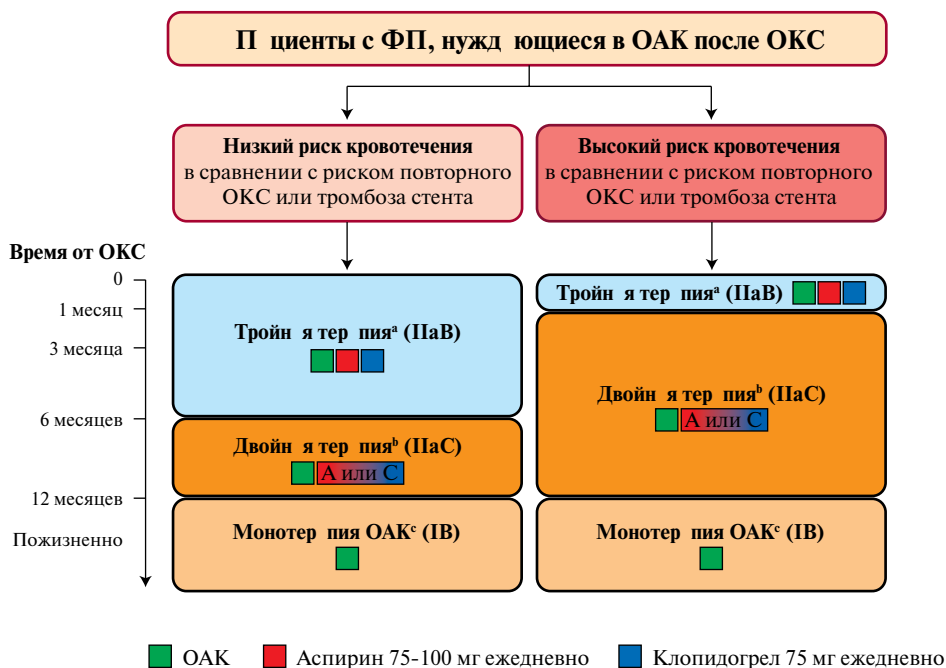 П циенты с ФП, нужд ющиеся в ОАК после ОКС
Низкий риск кровотечения
в сравнении с риском повторного
ОКС или тромбоза стента
Высокий риск кровотечения
в сравнении с риском повторного
ОКС или тромбоза стента
Время от ОКС
0
1 месяц
3 месяца
6 месяцев
12 месяцев
Пожизненно
Тройн я тер пияᵃ (IIaB)
Двойн я тер пияᵇ (IIaC)
А или С
Монотер пия ОАКᶜ (IB)
Тройн я тер пияᵃ (IIaB)
Двойн я тер пияᵇ (IIaC)
А или С
Монотер пия ОАКᶜ (IB)
ОАК Аспирин 75-100 мг ежедневно Клопидогрел 75 мг ежедневно